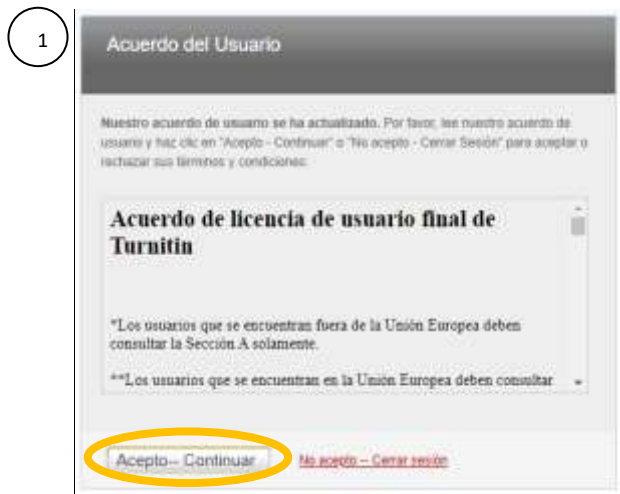 1
Acuerdo del Usuario
Nuestro acuerdo de usuario se ha actualizado. Por favor, lee nuestro acuerdo de
usuario y haz clic en "Acepto - Continuar" o "No acepto - Cerrar Sesión" para aceptar o
rechazar sus términos y condiciones:
Acuerdo de licencia de usuario final de
Turnitin
*Los usuarios que se encuentran fuera de la Unión Europea deben
consultar la Sección A solamente.
**Los usuarios que se encuentran en la Unión Europea deben consultar
Acepto-- Continuar
No acepto -- Cerrar sesión